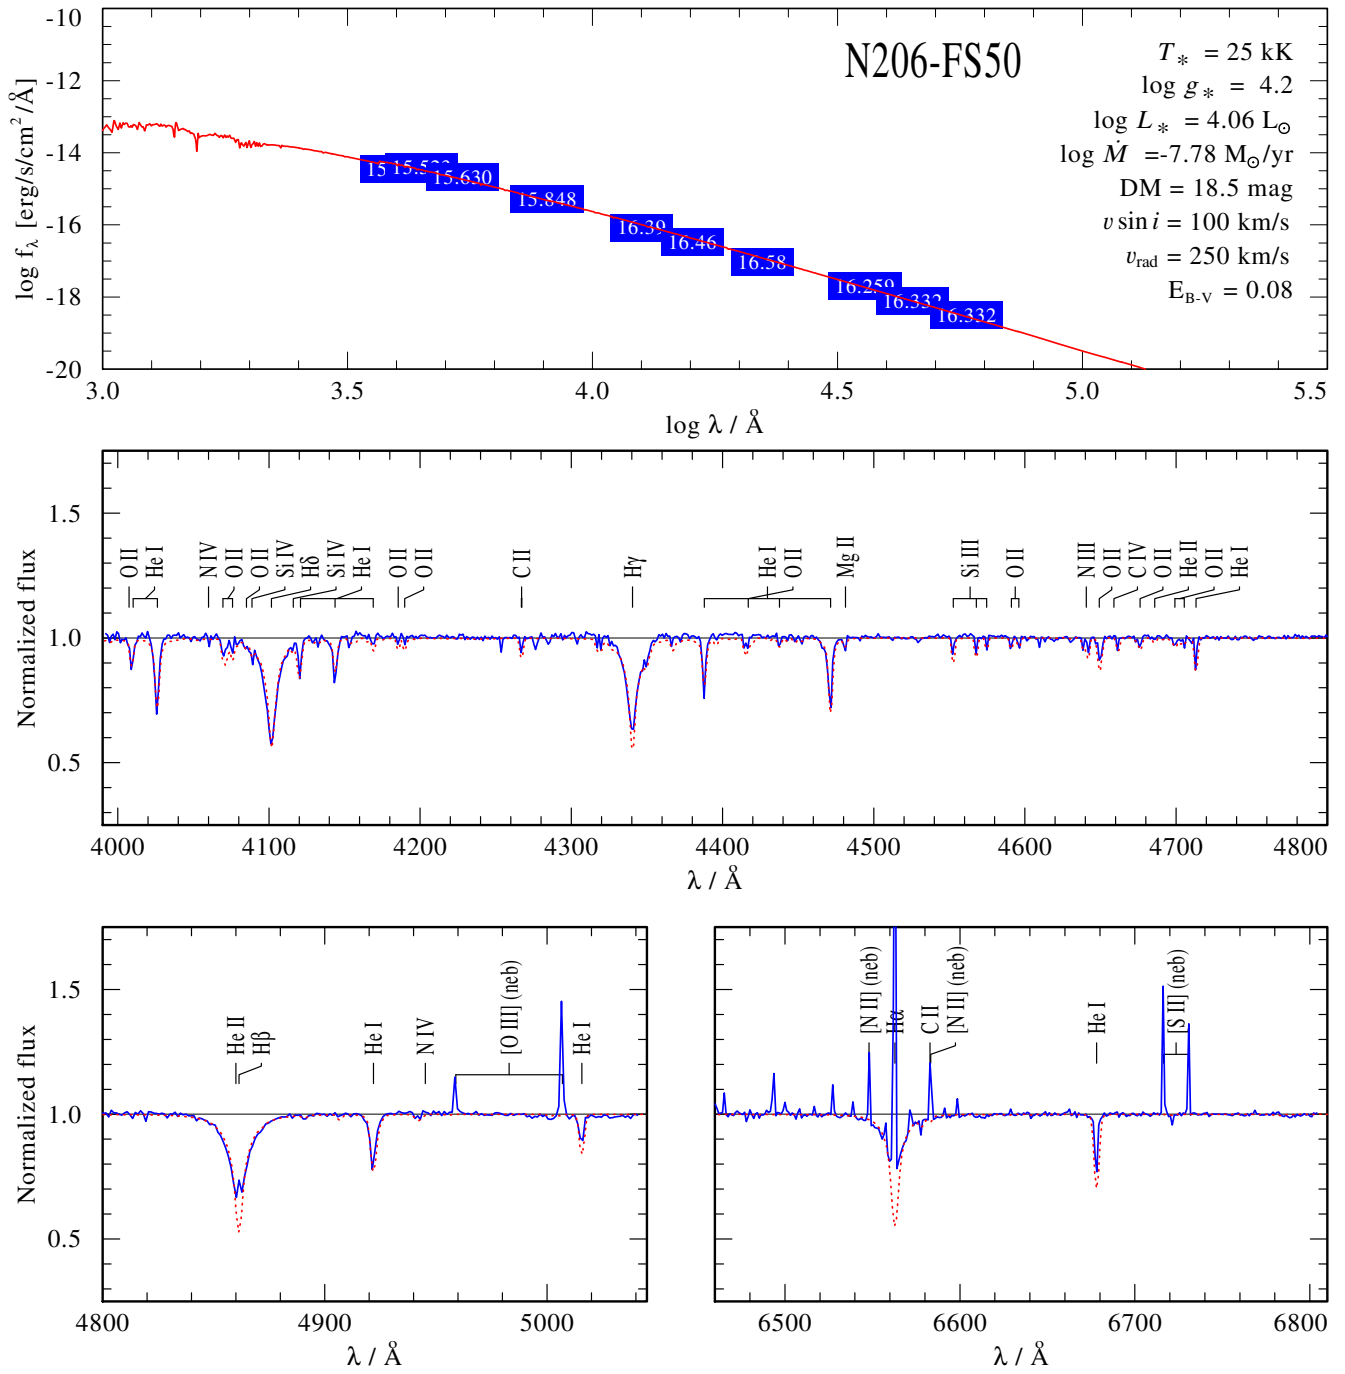 N206-FS50
T* = 25 kK
log g* = 4.2
log L* = 4.06 L⊙
log Ṁ =-7.78 M⊙/yr
DM = 18.5 mag
v sin i = 100 km/s
vrad = 250 km/s
EB-V = 0.08
15.630
15.848
16.39
16.46
16.58
16.259
16.332
16.332
-10
-12
-14
-16
-18
-20
log fλ [erg/s/cm2/Å]
3.0 3.5 4.0 4.5 5.0 5.5
log λ / Å
O II He I N IV O II O II Si IV Hδ Si IV He I O II O II C II Hγ He I O II Mg II Si III O II N III O II C IV O II He II O II He I
1.5
1.0
0.5
Normalized flux
4000 4100 4200 4300 4400 4500 4600 4700 4800
λ / Å
He II Hβ He I N IV [O III] (neb) He I
1.5
1.0
0.5
Normalized flux
4800 4900 5000
λ / Å
[N II] (neb) Hα C II [N II] (neb) He I [S II] (neb)
6500 6600 6700 6800
λ / Å